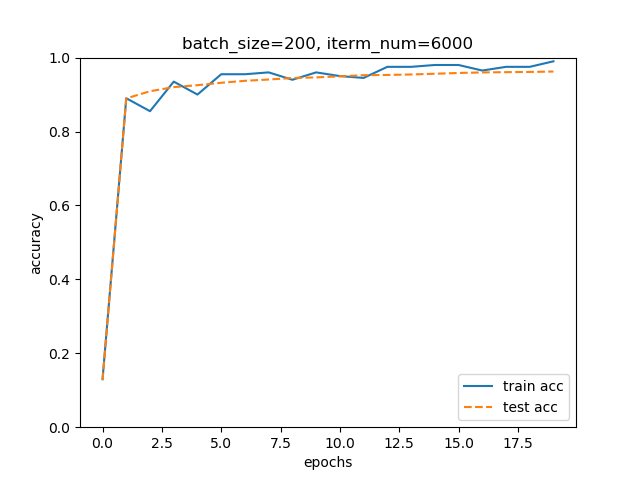 batch_size=200, iterm_num=6000
1.0
0.8
0.6
0.4
0.2
0.0
accuracy
train acc
test acc
0.0 2.5 5.0 7.5 10.0 12.5 15.0 17.5
epochs